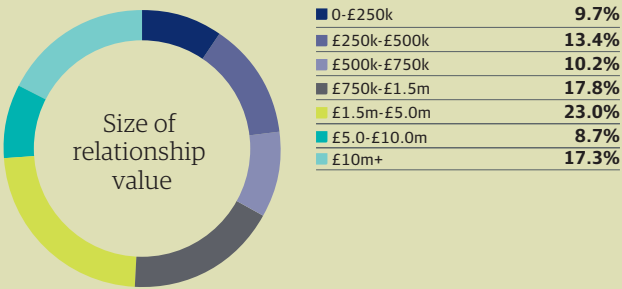 Size of
relationship
value
0-£250k 9.7%
£250k-£500k 13.4%
£500k-£750k 10.2%
£750k-£1.5m 17.8%
£1.5m-£5.0m 23.0%
£5.0-£10.0m 8.7%
£10m+ 17.3%